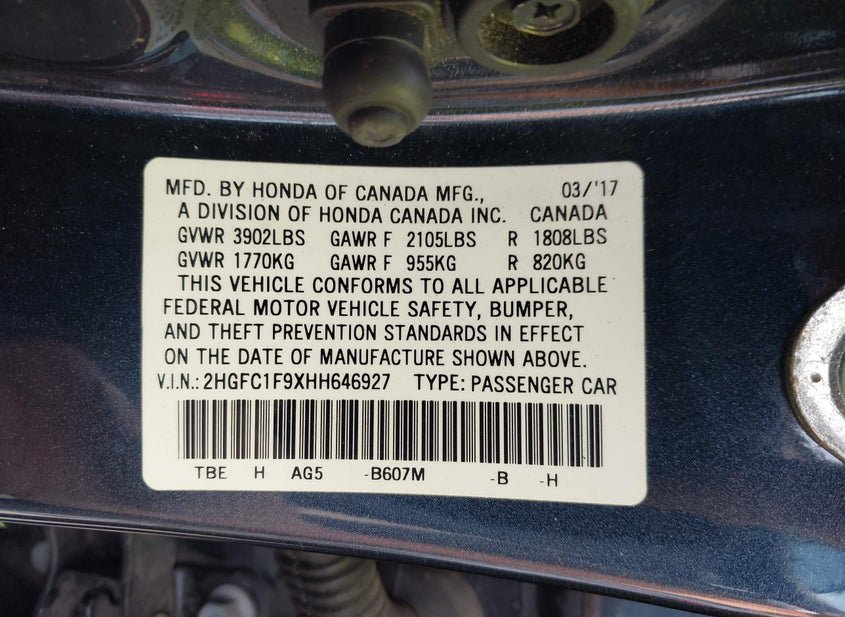 MFD. BY HONDA OF CANADA MFG., 03/'17
A DIVISION OF HONDA CANADA INC. CANADA
GVWR 3902LBS GAWR F 2105LBS R 1808LBS
GVWR 1770KG GAWR F 955KG R 820KG
THIS VEHICLE CONFORMS TO ALL APPLICABLE
FEDERAL MOTOR VEHICLE SAFETY, BUMPER,
AND THEFT PREVENTION STANDARDS IN EFFECT
ON THE DATE OF MANUFACTURE SHOWN ABOVE.
V.I.N.: 2HGFC1F9XHH646927 TYPE: PASSENGER CAR
TBE H AG5 -B607M -B -H